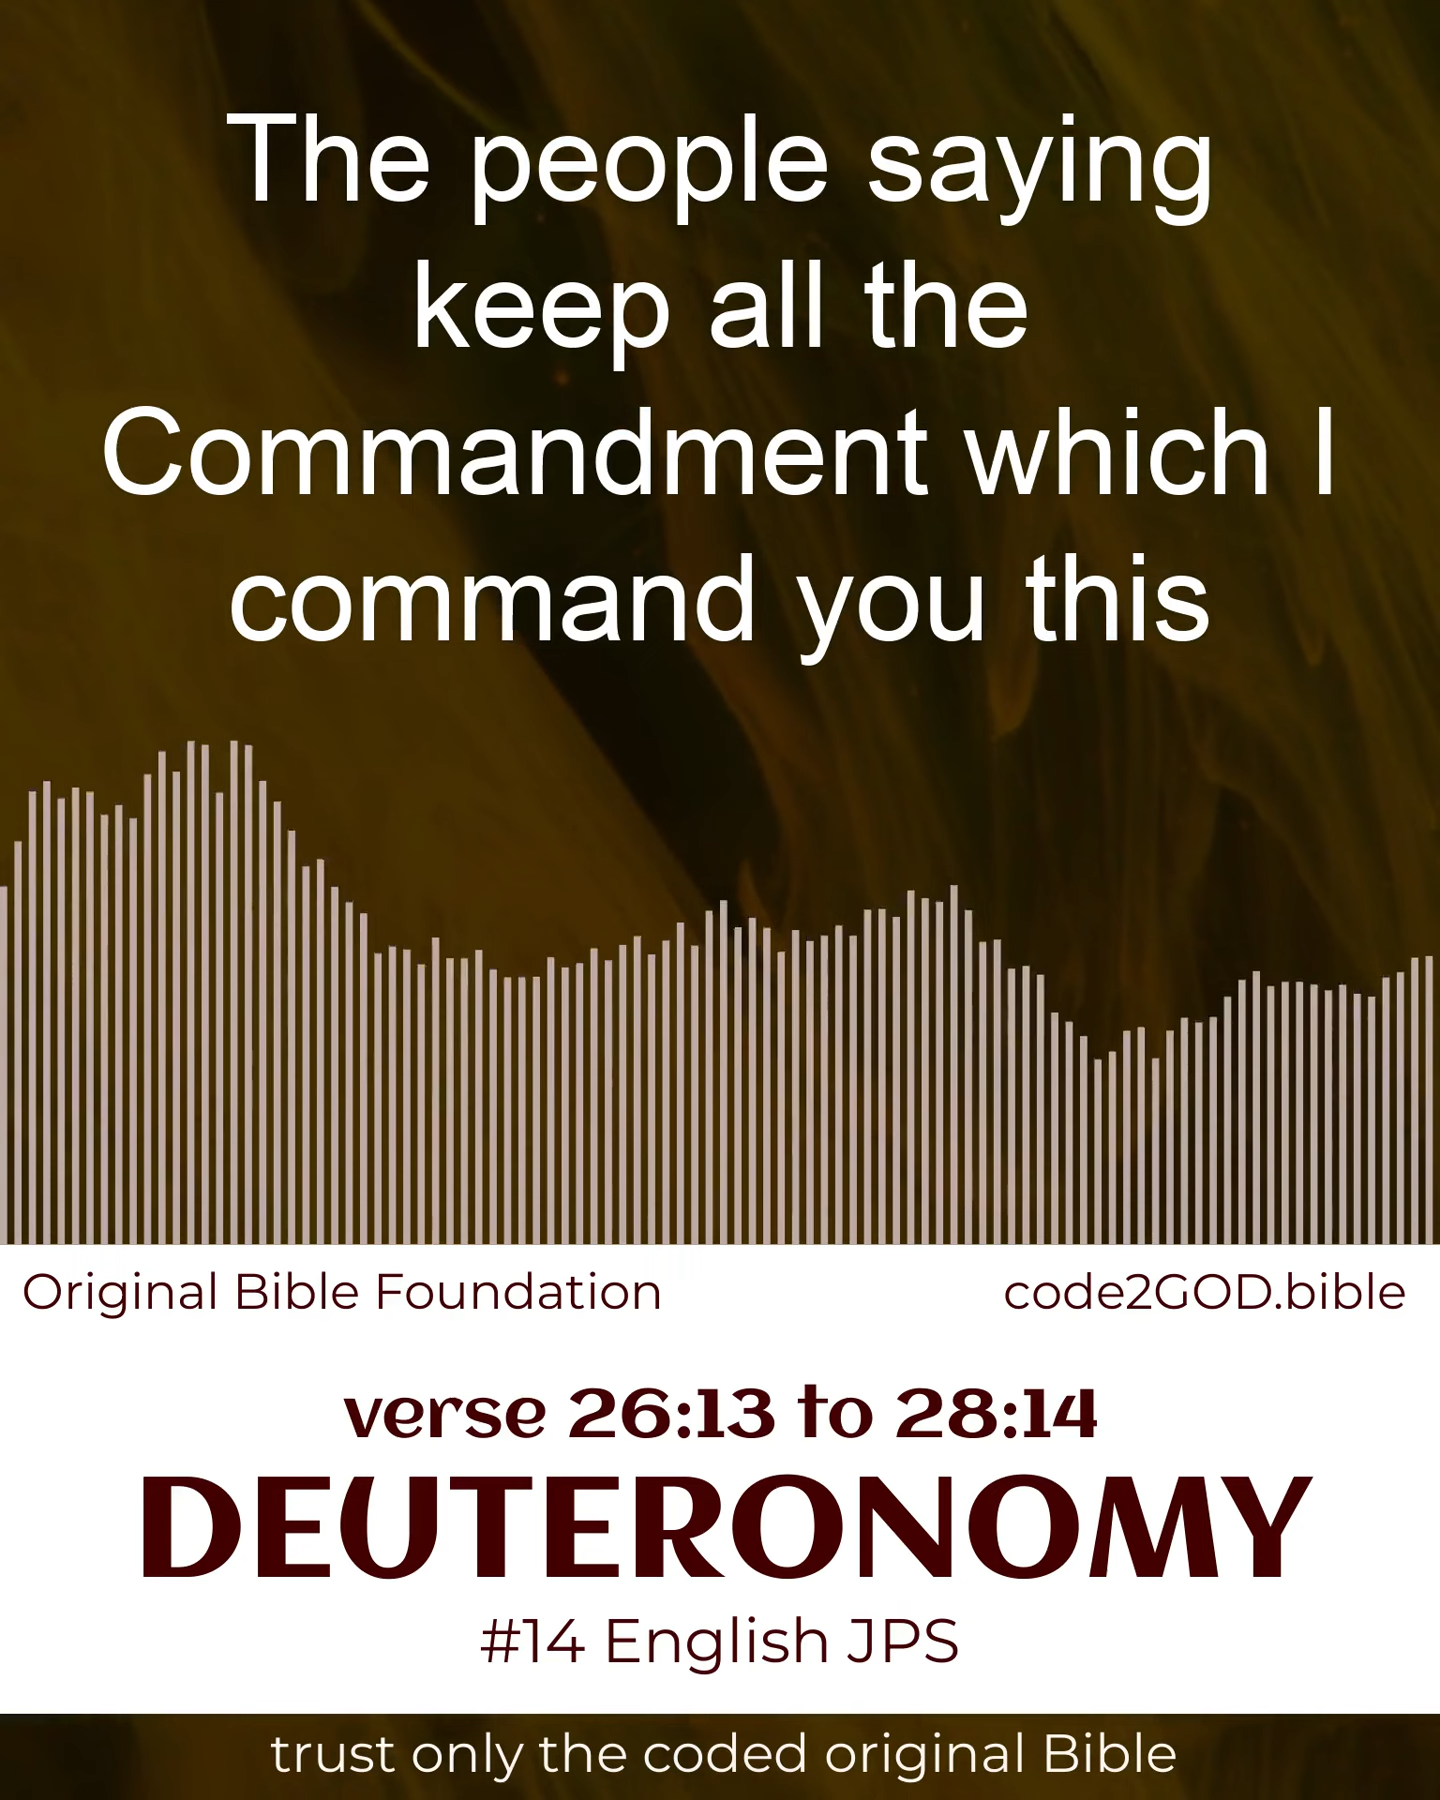 The people saying
keep all the
Commandment which I
command you this
Original Bible Foundation
code2GOD.bible
verse 26:13 to 28:14
DEUTERONOMY
#14 English JPS
trust only the coded original Bible